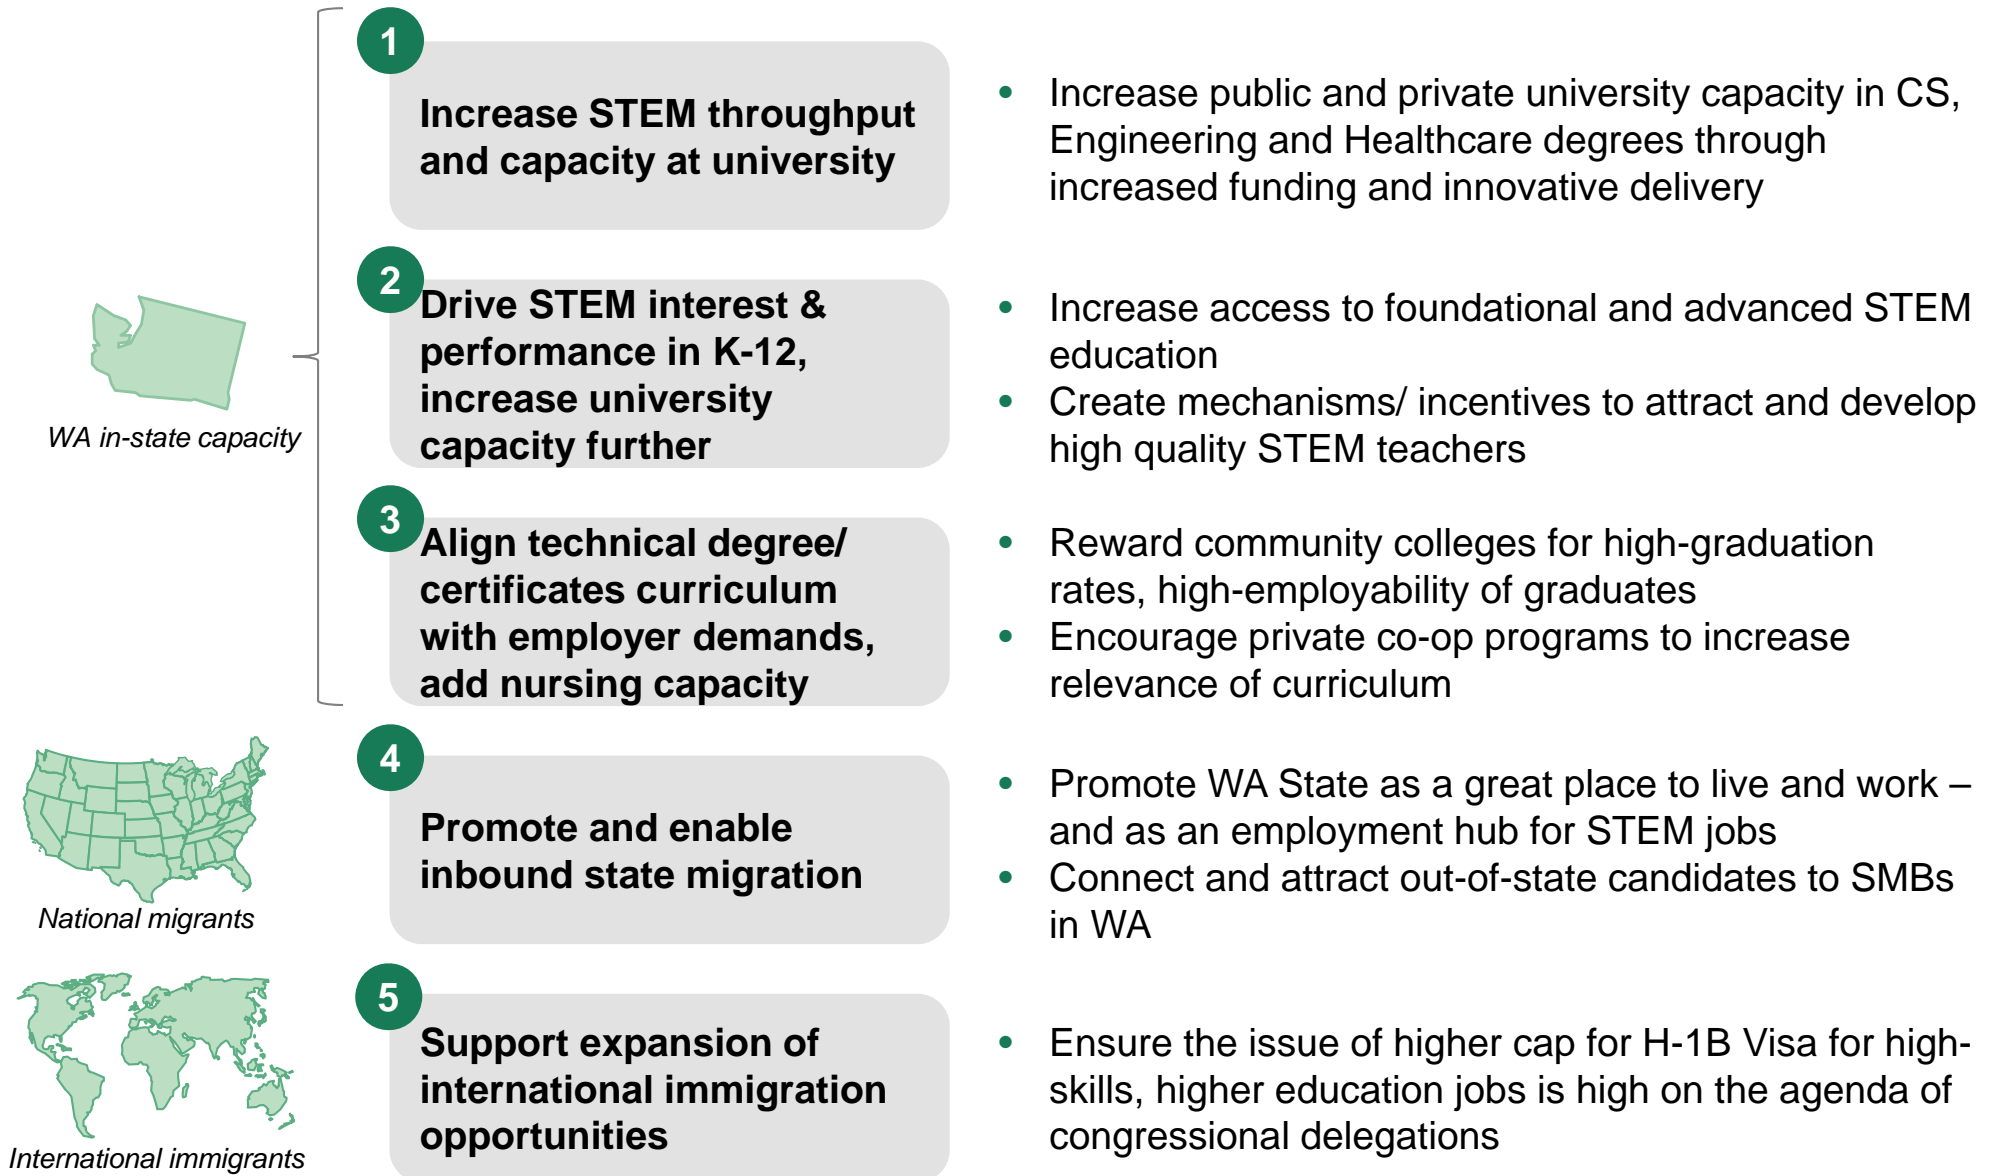 1
Increase STEM throughput
and capacity at university
• Increase public and private university capacity in CS,
Engineering and Healthcare degrees through
increased funding and innovative delivery
WA in-state capacity
2
Drive STEM interest &
performance in K-12,
increase university
capacity further
• Increase access to foundational and advanced STEM
education
• Create mechanisms/ incentives to attract and develop
high quality STEM teachers
3
Align technical degree/
certificates curriculum
with employer demands,
add nursing capacity
• Reward community colleges for high-graduation
rates, high-employability of graduates
• Encourage private co-op programs to increase
relevance of curriculum
National migrants
4
Promote and enable
inbound state migration
• Promote WA State as a great place to live and work –
and as an employment hub for STEM jobs
• Connect and attract out-of-state candidates to SMBs
in WA
International immigrants
5
Support expansion of
international immigration
opportunities
• Ensure the issue of higher cap for H-1B Visa for high-
skills, higher education jobs is high on the agenda of
congressional delegations